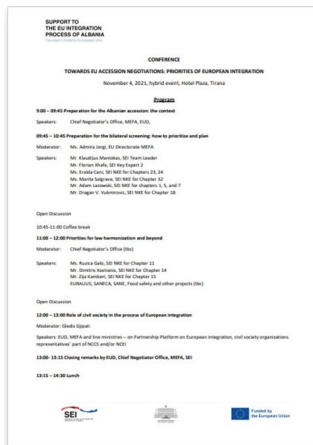 SUPPORT TO
THE EU INTEGRATION
PROCESS OF ALBANIA
CONFERENCE
TOWARDS EU ACCESSION NEGOTIATIONS: PRIORITIES OF EUROPEAN INTEGRATION
November 4, 2021, hybrid event, Hotel Plaza, Tirana
Program
9:00 – 09:45 Preparation for the Albanian accession: the context
Speakers: Chief Negotiator's Office, MEFA, EUD,
09:45 – 10:45 Preparation for the bilateral screening: how to prioritize and plan
Moderator: Ms. Admira Jorgji, EU Directorate MEFA
Speakers: Mr. Klaudijus Maniokas, SEI Team Leader
Mr. Florian Xhafa, SEI Key Expert 2
Ms. Eralda Cani, SEI NKE for Chapters 23, 24
Ms. Marita Salgrave, SEI NKE for Chapter 32
Mr. Adam Lazowski, SEI NKE for chapters 1, 5, and 7
Mr. Dragan V. Vukmirovic, SEI NKE for Chapter 18
Open Discussion
10:45-11:00 Coffee break
11:00 – 12:00 Priorities for law harmonization and beyond
Moderator: Chief Negotiator's Office (tbc)
Speakers: Ms. Ruzica Gelo, SEI NKE for Chapter 11
Mr. Dimitris Kortsaris, SEI NKE for Chapter 14
Mr. Zija Kamberi, SEI NKE for Chapter 15
EURALIUS, SANECA, SANE, Food safety and other projects (tbc)
Open Discussion
12:00 – 13:00 Role of civil society in the process of European integration
Moderator: Gledis Gjipali
Speakers: EUD, MEFA and line ministries – on Partnership Platform on European Integration, civil society organisations
representatives' part of NCCS and/or NCEI
13:00- 13:15 Closing remarks by EUD, Chief Negotiator Office, MEFA, SEI
13:15 – 14:30 Lunch
SEI
Funded by
the European Union